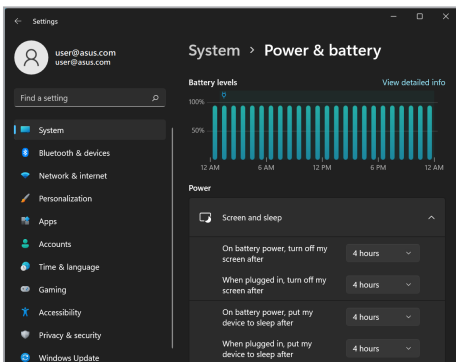 Settings
user@asus.com
user@asus.com
Find a setting
System
Bluetooth & devices
Network & internet
Personalization
Apps
Accounts
Time & language
Gaming
Accessibility
Privacy & security
Windows Update
System > Power & battery
Battery levels
View detailed info
100%
50%
12 AM 6 AM 12 PM 6 PM 12 AM
Power
Screen and sleep
On battery power, turn off my
screen after
4 hours
When plugged in, turn off my
screen after
4 hours
On battery power, put my
device to sleep after
4 hours
When plugged in, put my
device to sleep after
4 hours